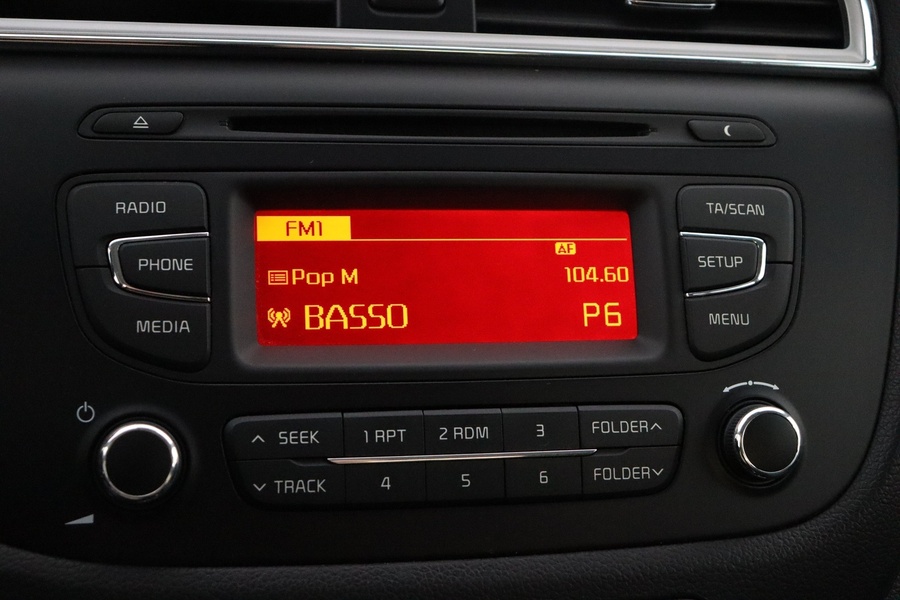 RADIO
PHONE
MEDIA
FM1
AF
Pop M 104.60
BASSO P6
TA/SCAN
SETUP
MENU
SEEK 1 RPT 2 RDM 3 FOLDER
TRACK 4 5 6 FOLDER